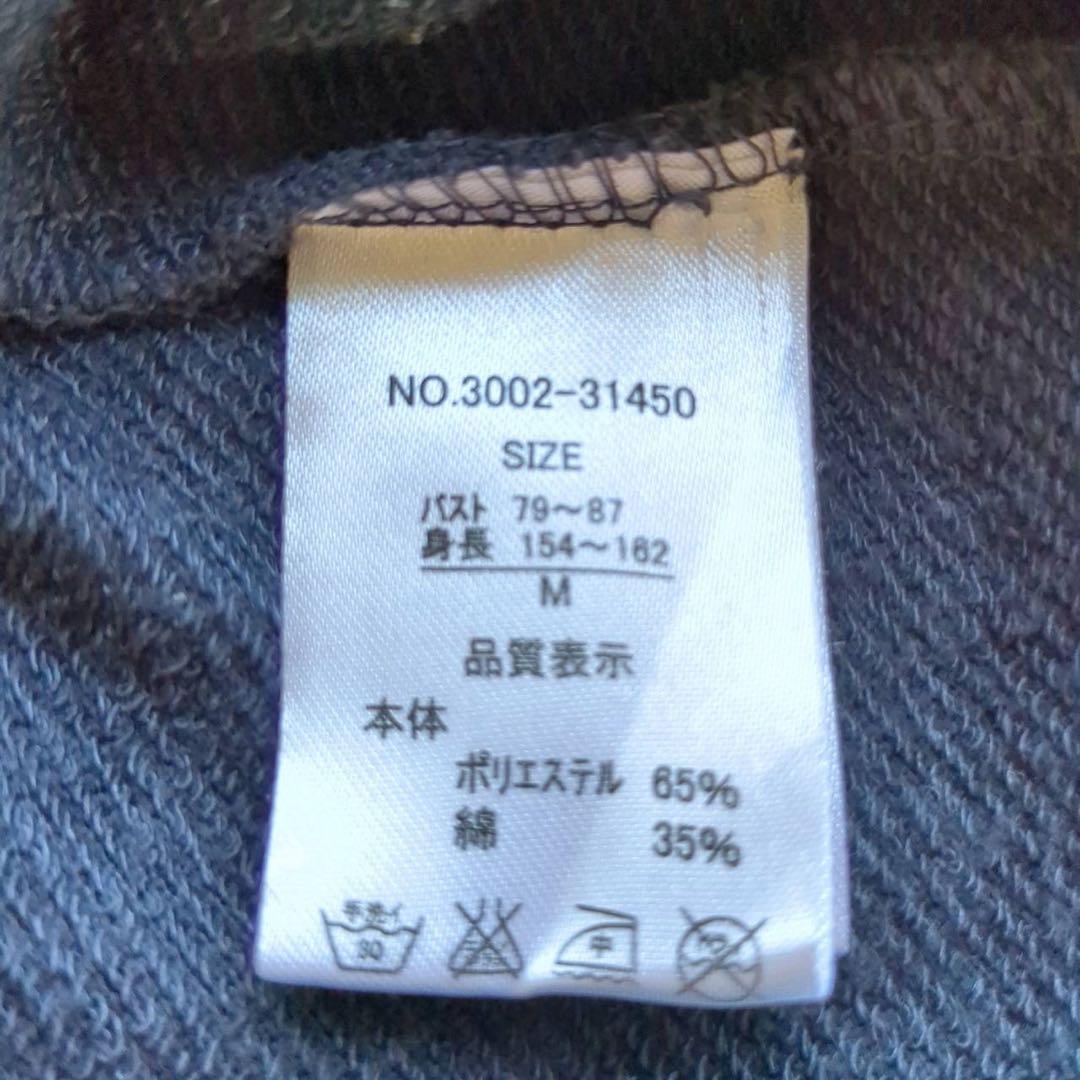 NO.3002-31450
SIZE
バスト 79～87
身長 154～162
M
品質表示
本体
ポリエステル 65%
綿 35%
手洗イ 中
30